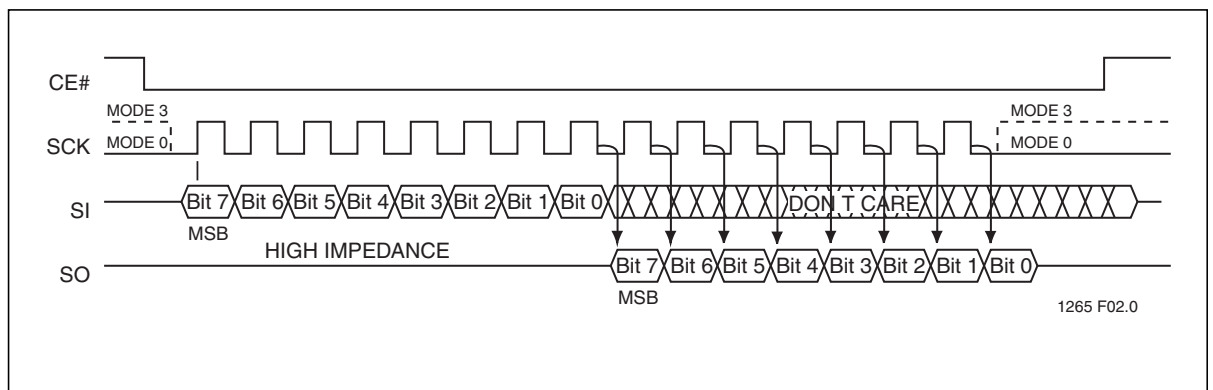 CE#
MODE 3 MODE 3
SCK MODE 0 MODE 0
SI Bit 7 Bit 6 Bit 5 Bit 4 Bit 3 Bit 2 Bit 1 Bit 0 DON T CARE
MSB
HIGH IMPEDANCE
SO Bit 7 Bit 6 Bit 5 Bit 4 Bit 3 Bit 2 Bit 1 Bit 0
MSB
1265 F02.0